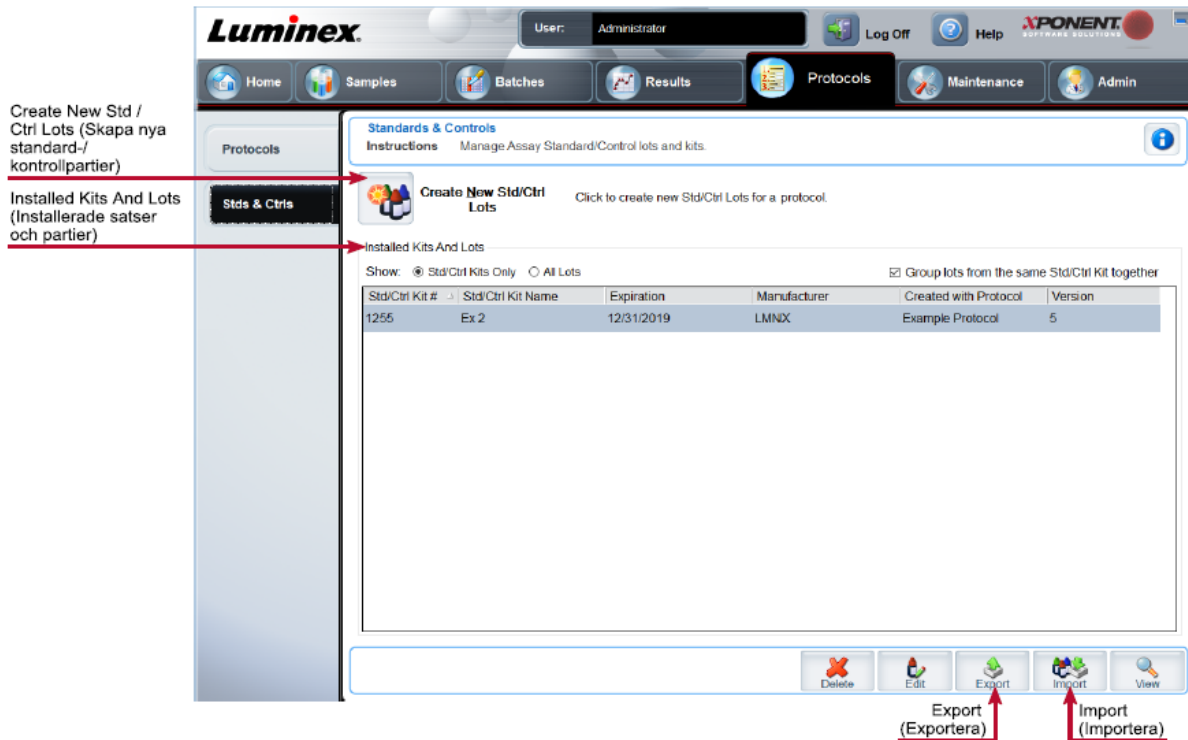 Luminex.
User: Administrator
Log Off
Help
XPONENT.
SOFTWARE SOLUTIONS
Home
Samples
Batches
Results
Protocols
Maintenance
Admin
Create New Std /
Ctrl Lots (Skapa nya
standard-/
kontrollpartier)
Installed Kits And Lots
(Installerade satser
och partier)
Protocols
Stds & Ctrls
Standards & Controls
Instructions Manage Assay Standard/Control lots and kits.
Create New Std/Ctrl
Lots
Click to create new Std/Ctrl Lots for a protocol.
Installed Kits And Lots
Show: Std/Ctrl Kits Only All Lots
Group lots from the same Std/Ctrl Kit together
Std/Ctrl Kit # Std/Ctrl Kit Name Expiration Manufacturer Created with Protocol Version
1255 Ex 2 12/31/2019 LMNX Example Protocol 5
Delete
Edit
Export
Import
View
Export
(Exportera)
Import
(Importera)